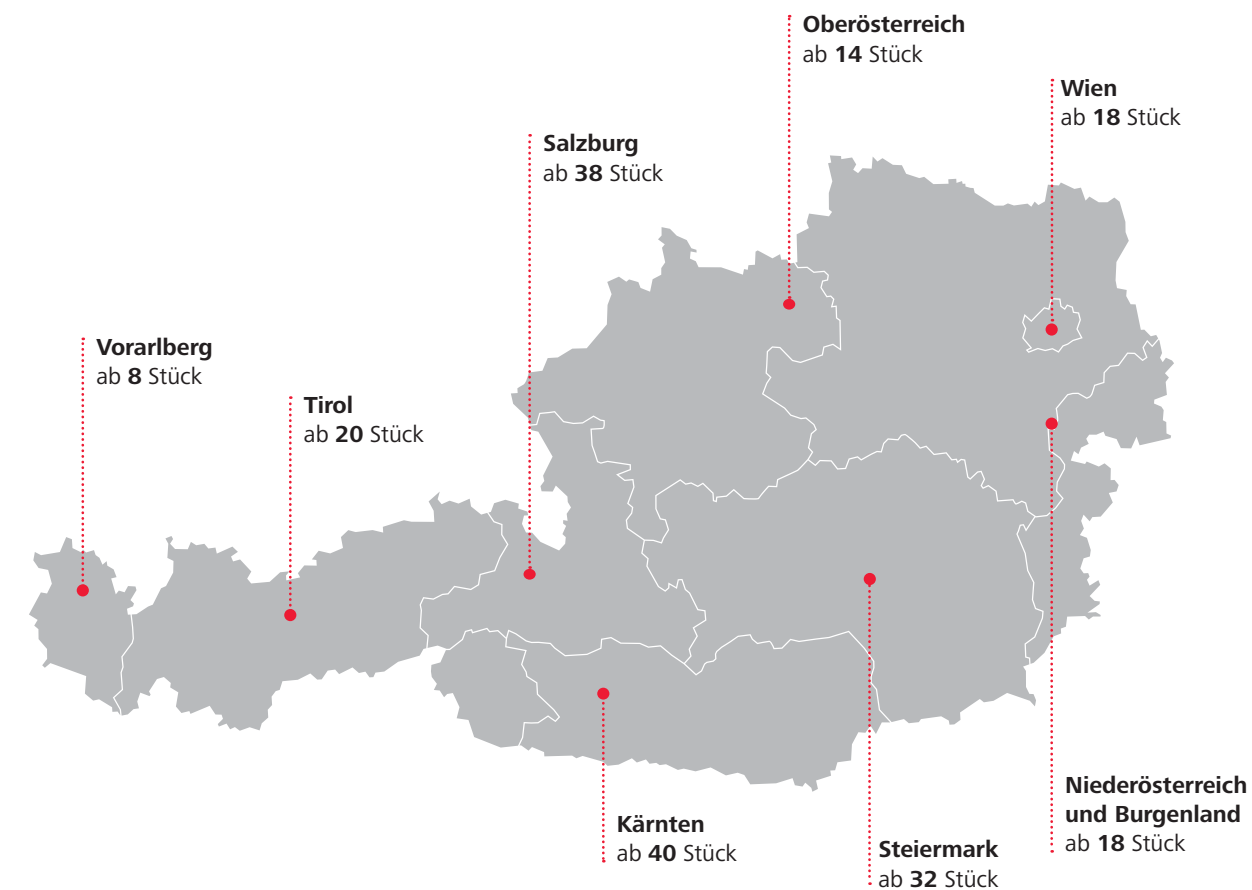 Oberösterreich
ab 14 Stück
Wien
ab 18 Stück
Salzburg
ab 38 Stück
Vorarlberg
ab 8 Stück
Tirol
ab 20 Stück
Niederösterreich
und Burgenland
ab 18 Stück
Kärnten
ab 40 Stück
Steiermark
ab 32 Stück